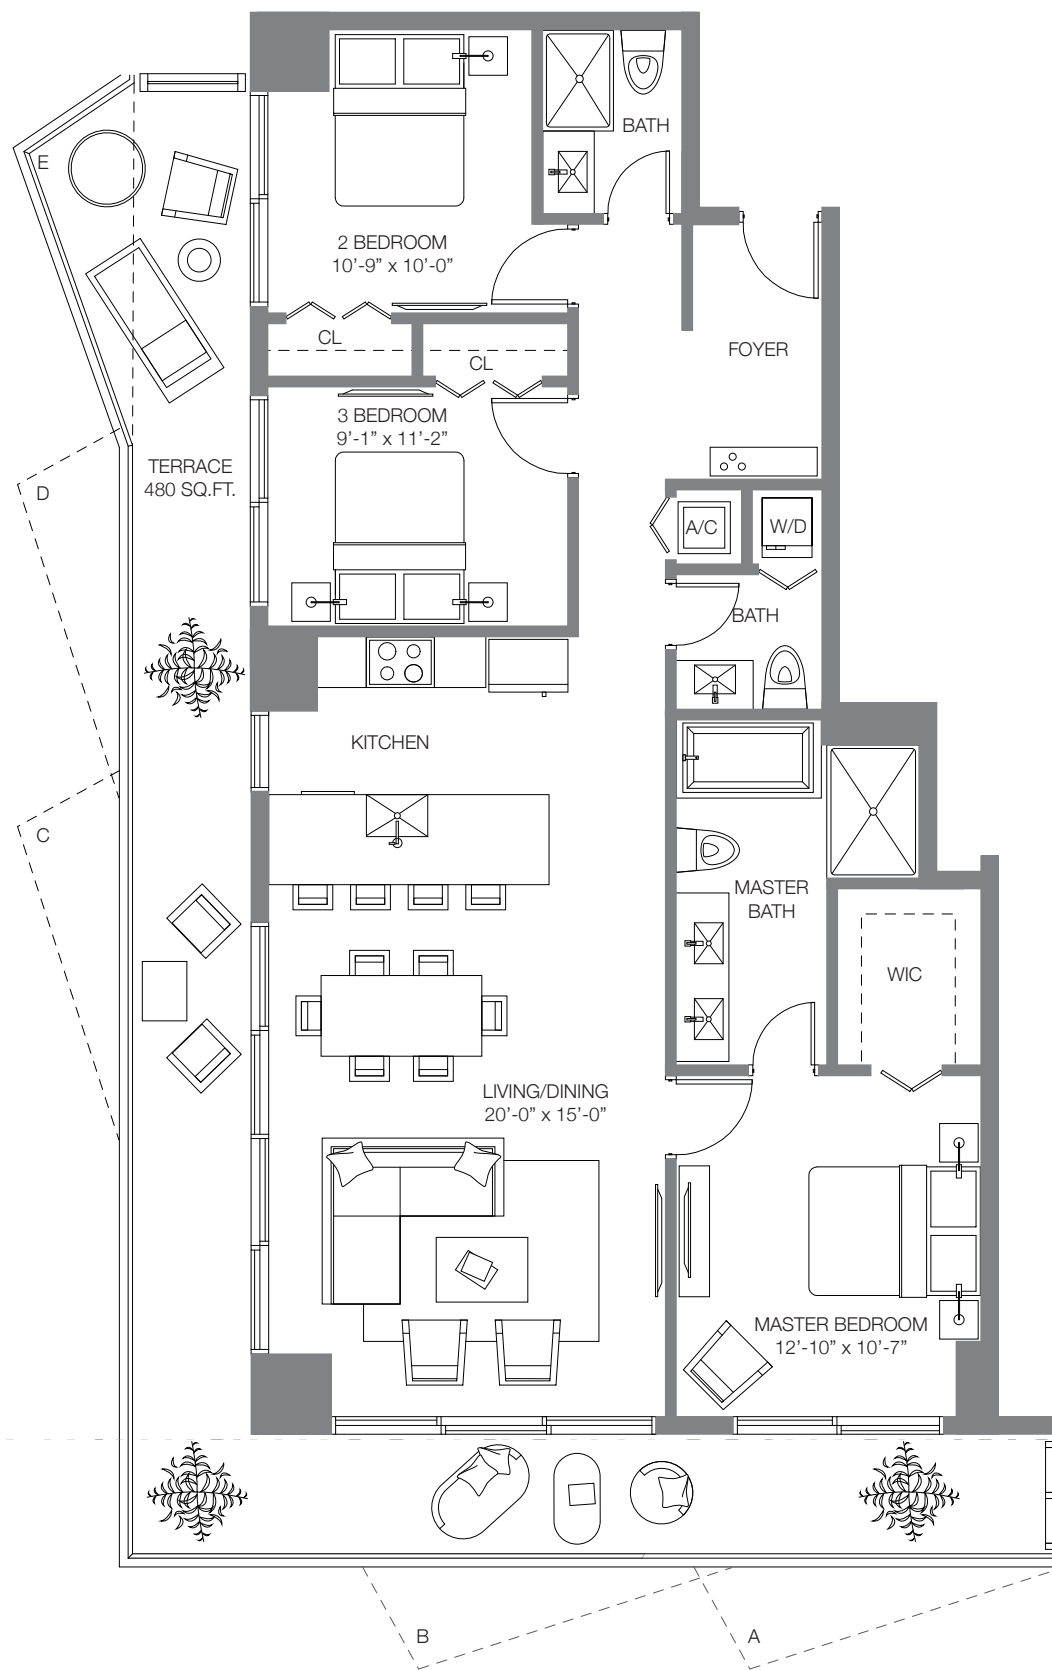 BATH
E
2 BEDROOM
10’-9” x 10’-0”
CL
FOYER
CL
3 BEDROOM
9’-1” x 11’-2”
TERRACE
480 SQ.FT.
D
A/C
W/D
BATH
KITCHEN
C
MASTER
BATH
WIC
LIVING/DINING
20’-0” x 15’-0”
MASTER BEDROOM
12’-10” x 10’-7”
B
A